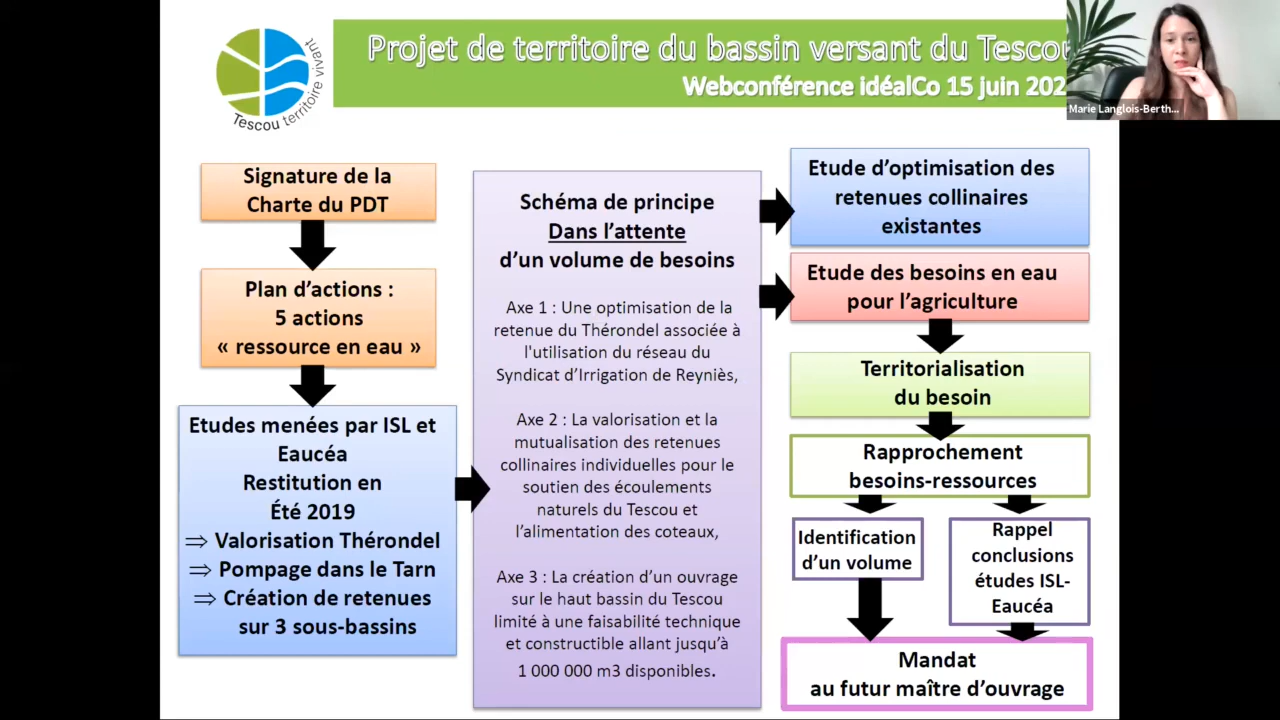 Projet de territoire du bassin versant du Tescou
Webconférence idéalCo 15 juin 202
Tescou territoire vivant
Marie Langlois-Berth...
Signature de la
Charte du PDT
Plan d'actions :
5 actions
« ressource en eau »
Etudes menées par ISL et
Eaucéa
Restitution en
Été 2019
⇒ Valorisation Thérondel
⇒ Pompage dans le Tarn
⇒ Création de retenues
sur 3 sous-bassins
Schéma de principe
Dans l'attente
d'un volume de besoins
Axe 1 : Une optimisation de la
retenue du Thérondel associée à
l'utilisation du réseau du
Syndicat d'Irrigation de Reyniès,
Axe 2 : La valorisation et la
mutualisation des retenues
collinaires individuelles pour le
soutien des écoulements
naturels du Tescou et
l'alimentation des coteaux,
Axe 3 : La création d'un ouvrage
sur le haut bassin du Tescou
limité à une faisabilité technique
et constructible allant jusqu'à
1 000 000 m3 disponibles.
Etude d'optimisation des
retenues collinaires
existantes
Etude des besoins en eau
pour l'agriculture
Territorialisation
du besoin
Rapprochement
besoins-ressources
Identification
d'un volume
Rappel
conclusions
études ISL-
Eaucéa
Mandat
au futur maître d'ouvrage